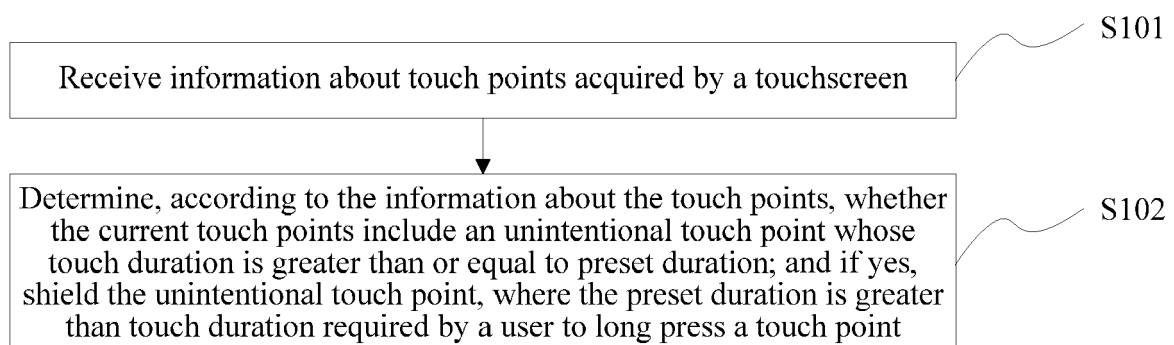 S101
Receive information about touch points acquired by a touchscreen
Determine, according to the information about the touch points, whether
the current touch points include an unintentional touch point whose
touch duration is greater than or equal to preset duration; and if yes,
shield the unintentional touch point, where the preset duration is greater
than touch duration required by a user to long press a touch point
S102